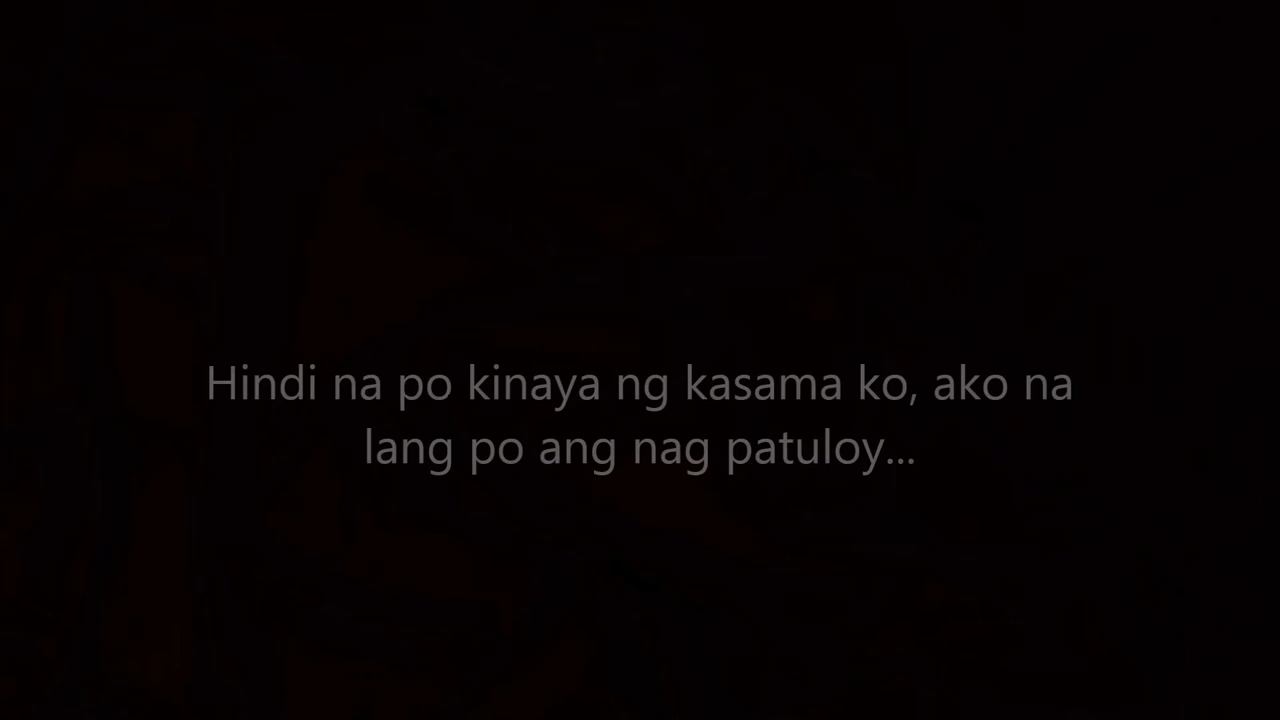 Hindi na po kinaya ng kasama ko, ako na
lang po ang nag patuloy...